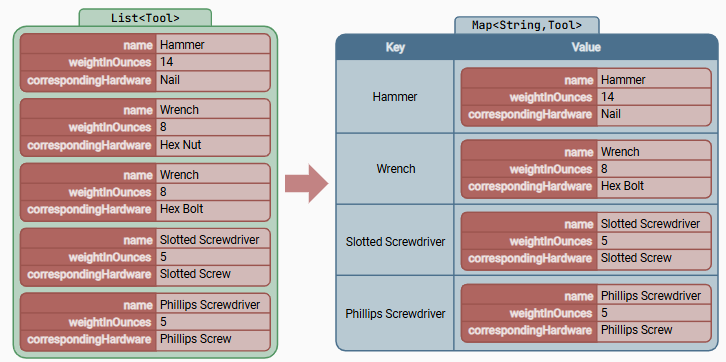 List<Tool>
name Hammer
weightInOunces 14
correspondingHardware Nail
name Wrench
weightInOunces 8
correspondingHardware Hex Nut
name Wrench
weightInOunces 8
correspondingHardware Hex Bolt
name Slotted Screwdriver
weightInOunces 5
correspondingHardware Slotted Screw
name Phillips Screwdriver
weightInOunces 5
correspondingHardware Phillips Screw
Map<String,Tool>
Key Value
Hammer
name Hammer
weightInOunces 14
correspondingHardware Nail
Wrench
name Wrench
weightInOunces 8
correspondingHardware Hex Bolt
Slotted Screwdriver
name Slotted Screwdriver
weightInOunces 5
correspondingHardware Slotted Screw
Phillips Screwdriver
name Phillips Screwdriver
weightInOunces 5
correspondingHardware Phillips Screw